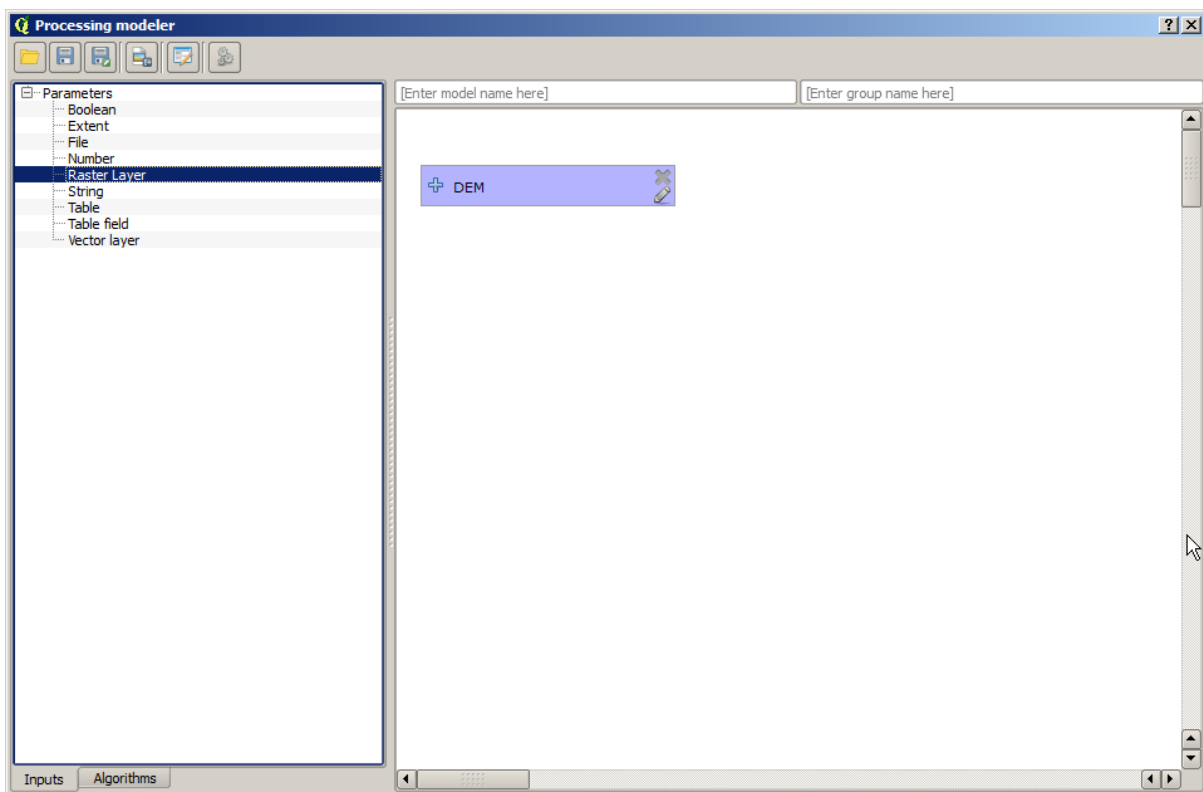 Processing modeler
Parameters
Boolean
Extent
File
Number
Raster Layer
String
Table
Table field
Vector layer
[Enter model name here]
[Enter group name here]
DEM
Inputs
Algorithms